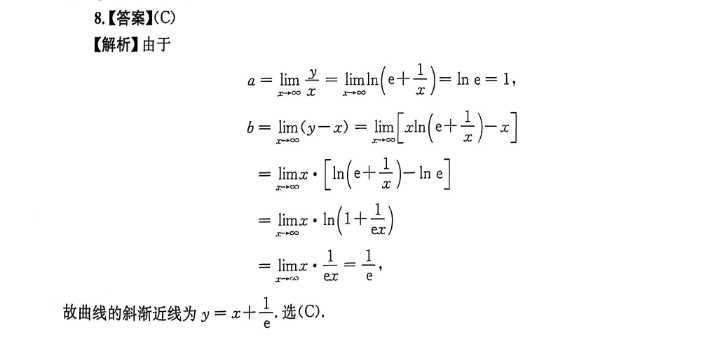 8.【答案】(C)
【解析】由于
a = lim_{x→∞} y/x = lim_{x→∞} ln(e + 1/x) = ln e = 1,
b = lim_{x→∞} (y − x) = lim_{x→∞} [x ln(e + 1/x) − x]
= lim_{x→∞} x · [ln(e + 1/x) − ln e]
= lim_{x→∞} x · ln(1 + 1/(ex))
= lim_{x→∞} x · 1/(ex) = 1/e,
故曲线的斜渐近线为 y = x + 1/e. 选(C).